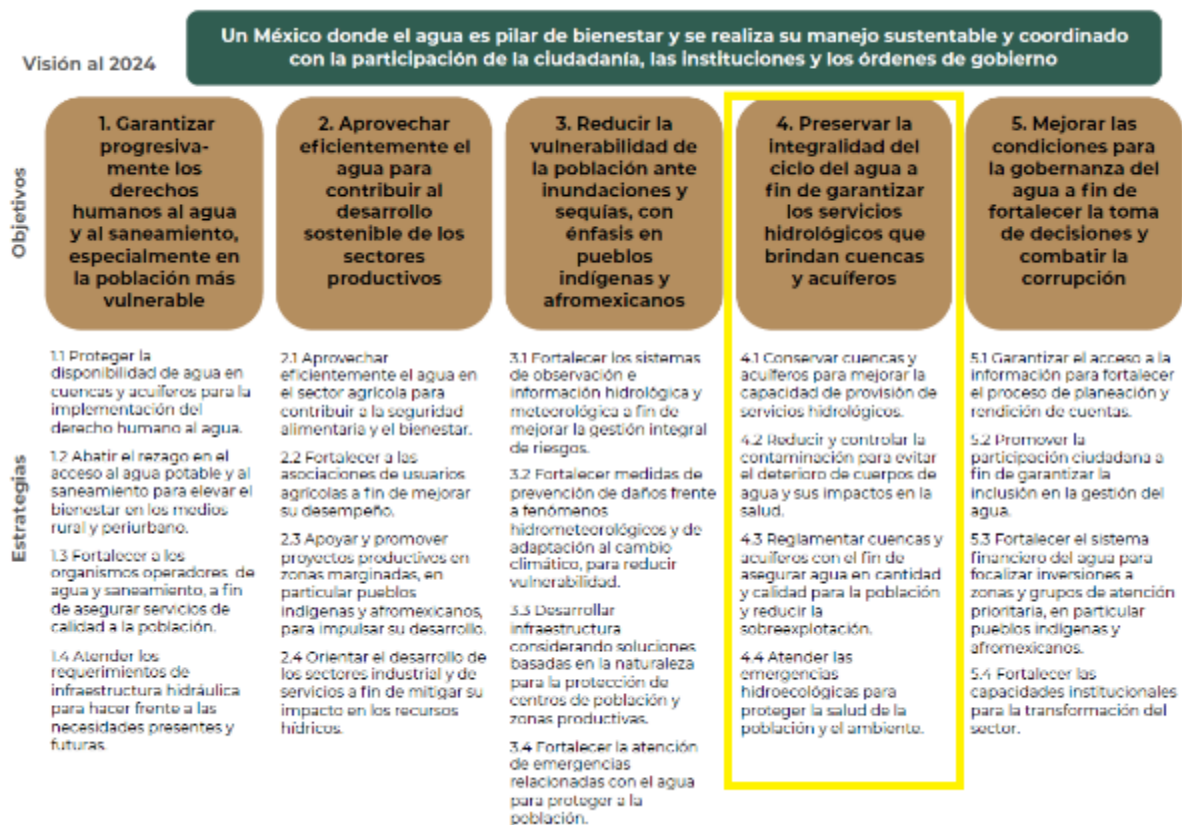 Visión al 2024
Un México donde el agua es pilar de bienestar y se realiza su manejo sustentable y coordinado
con la participación de la ciudadanía, las instituciones y los órdenes de gobierno
Objetivos
1. Garantizar
progresiva-
mente los
derechos
humanos al agua
y al saneamiento,
especialmente en
la población más
vulnerable
2. Aprovechar
eficientemente el
agua para
contribuir al
desarrollo
sostenible de los
sectores
productivos
3. Reducir la
vulnerabilidad de
la población ante
inundaciones y
sequías, con
énfasis en
pueblos
indígenas y
afromexicanos
4. Preservar la
integralidad del
ciclo del agua a
fin de garantizar
los servicios
hidrológicos que
brindan cuencas
y acuíferos
5. Mejorar las
condiciones para
la gobernanza del
agua a fin de
fortalecer la toma
de decisiones y
combatir la
corrupción
Estrategias
1.1 Proteger la
disponibilidad de agua en
cuencas y acuíferos para la
implementación del
derecho humano al agua.
1.2 Abatir el rezago en el
acceso al agua potable y al
saneamiento para elevar el
bienestar en los medios
rural y periurbano.
1.3 Fortalecer a los
organismos operadores de
agua y saneamiento, a fin
de asegurar servicios de
calidad a la población.
1.4 Atender los
requerimientos de
infraestructura hidráulica
para hacer frente a las
necesidades presentes y
futuras.
2.1 Aprovechar
eficientemente el agua en
el sector agrícola para
contribuir a la seguridad
alimentaria y el bienestar.
2.2 Fortalecer a las
asociaciones de usuarios
agrícolas a fin de mejorar
su desempeño.
2.3 Apoyar y promover
proyectos productivos en
zonas marginadas, en
particular pueblos
indígenas y afromexicanos,
para impulsar su desarrollo.
2.4 Orientar el desarrollo de
los sectores industrial y de
servicios a fin de mitigar su
impacto en los recursos
hídricos.
3.1 Fortalecer los sistemas
de observación e
información hidrológica y
meteorológica a fin de
mejorar la gestión integral
de riesgos.
3.2 Fortalecer medidas de
prevención de daños frente
a fenómenos
hidrometeorológicos y de
adaptación al cambio
climático, para reducir
vulnerabilidad.
3.3 Desarrollar
infraestructura
considerando soluciones
basadas en la naturaleza
para la protección de
centros de población y
zonas productivas.
3.4 Fortalecer la atención
de emergencias
relacionadas con el agua
para proteger a la
población.
4.1 Conservar cuencas y
acuíferos para mejorar la
capacidad de provisión de
servicios hidrológicos.
4.2 Reducir y controlar la
contaminación para evitar
el deterioro de cuerpos de
agua y sus impactos en la
salud.
4.3 Reglamentar cuencas y
acuíferos con el fin de
asegurar agua en cantidad
y calidad para la población
y reducir la
sobreexplotación.
4.4 Atender las
emergencias
hidroecológicas para
proteger la salud de la
población y el ambiente.
5.1 Garantizar el acceso a la
información para fortalecer
el proceso de planeación y
rendición de cuentas.
5.2 Promover la
participación ciudadana a
fin de garantizar la
inclusión en la gestión del
agua.
5.3 Fortalecer el sistema
financiero del agua para
focalizar inversiones a
zonas y grupos de atención
prioritaria, en particular
pueblos indígenas y
afromexicanos.
5.4 Fortalecer las
capacidades institucionales
para la transformación del
sector.